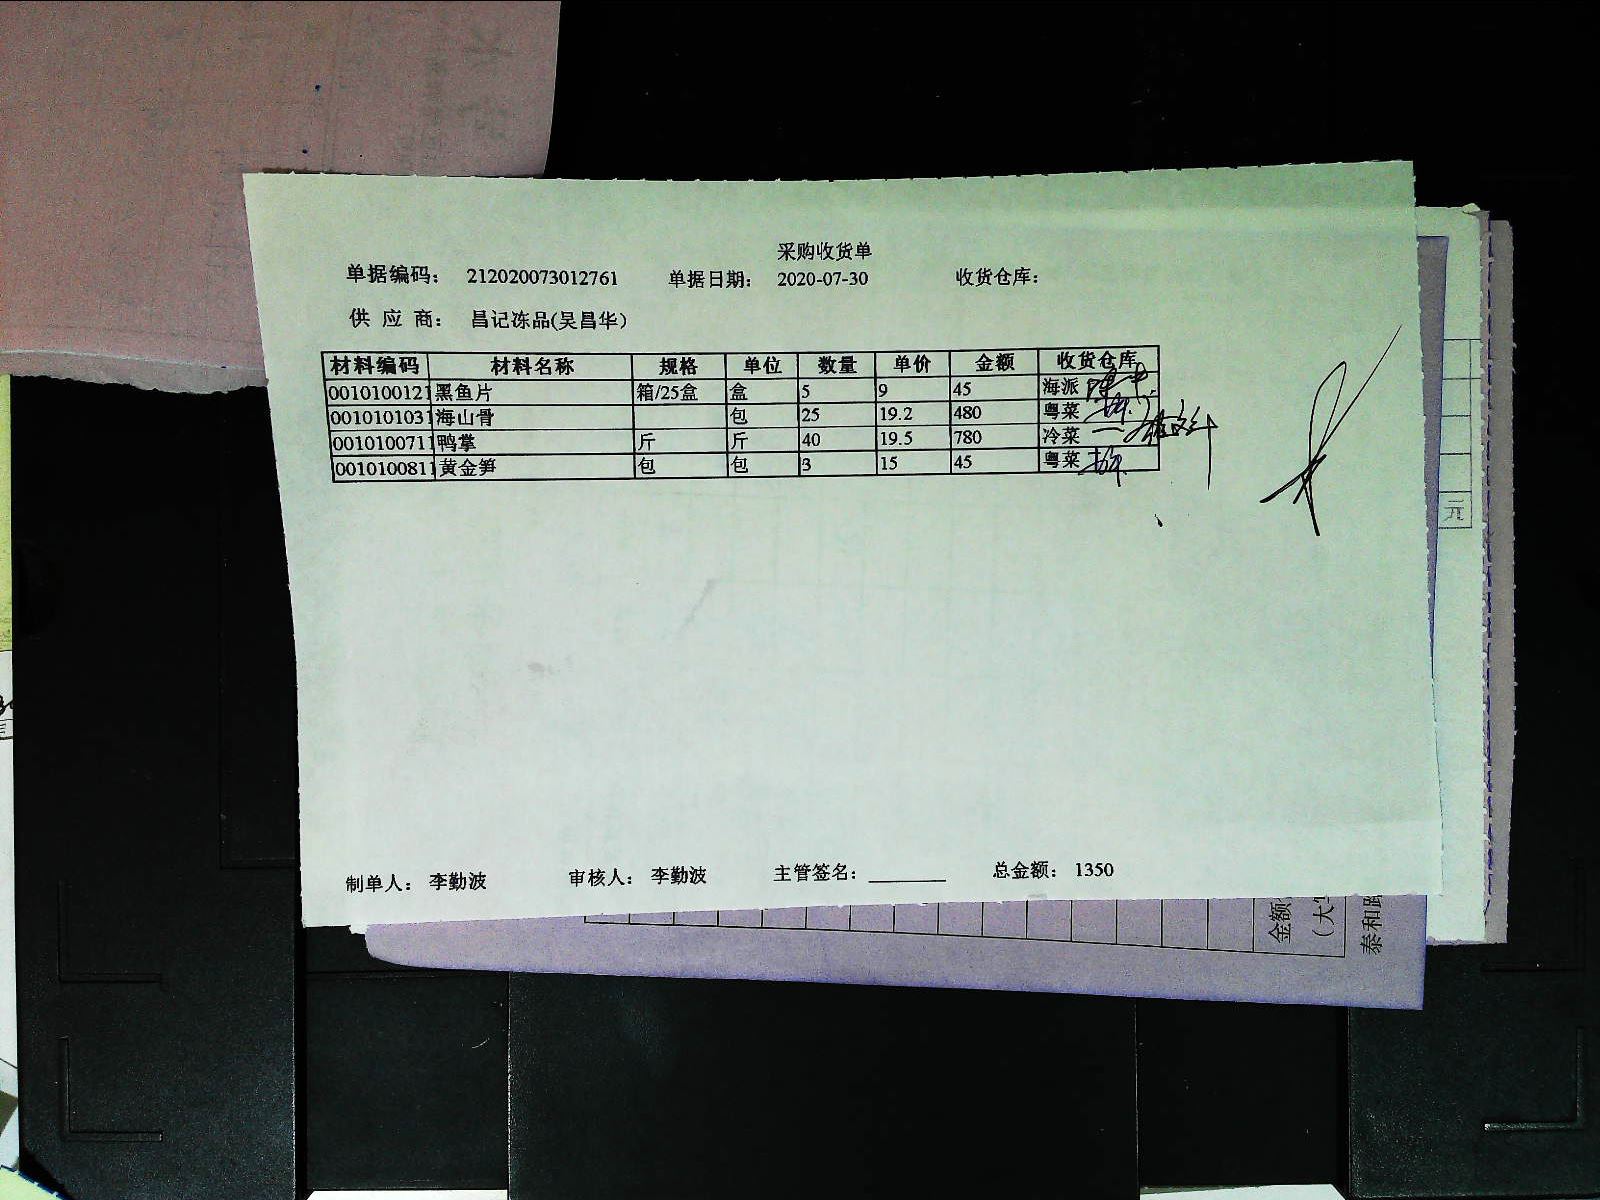 采购收货单
单据编码： 212020073012761 单据日期： 2020-07-30 收货仓库：
供 应 商： 昌记冻品(吴昌华)
材料编码 材料名称 规格 单位 数量 单价 金额 收货仓库
0010100121 黑鱼片 箱/25盒 盒 5 9 45 海派
0010101031 海山骨 包 25 19.2 480 粤菜
0010100711 鸭掌 斤 斤 40 19.5 780 冷菜
0010100811 黄金笋 包 包 3 15 45 粤菜
制单人： 李勤波 审核人： 李勤波 主管签名： 总金额： 1350
元
金额
泰和